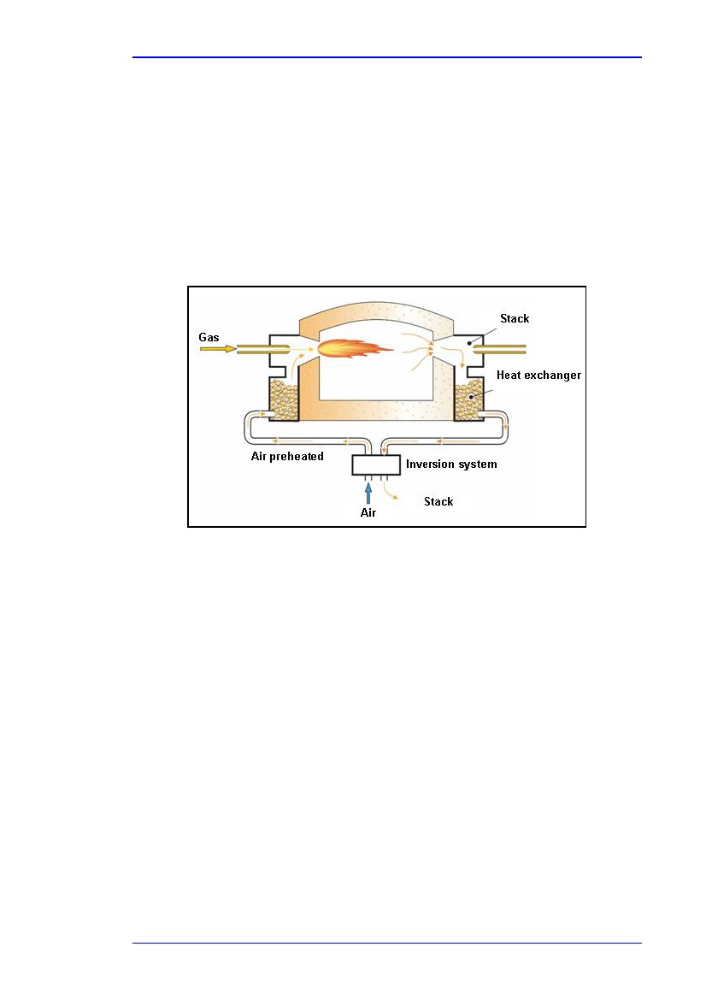 Stack
Gas
Heat exchanger
Air preheated
Inversion system
Stack
Air